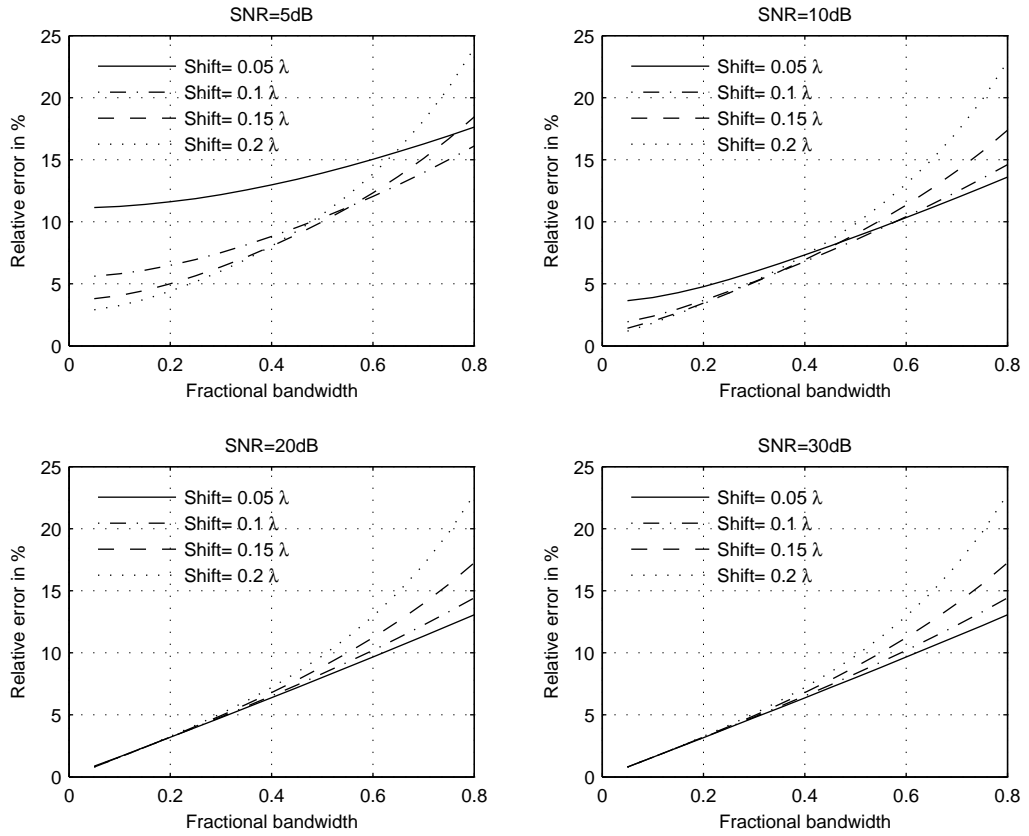 SNR=5dB
25
20
15
10
5
0
Relative error in %
Shift= 0.05 λ
Shift= 0.1 λ
Shift= 0.15 λ
Shift= 0.2 λ
0 0.2 0.4 0.6 0.8
Fractional bandwidth
SNR=10dB
25
20
15
10
5
0
Relative error in %
Shift= 0.05 λ
Shift= 0.1 λ
Shift= 0.15 λ
Shift= 0.2 λ
0 0.2 0.4 0.6 0.8
Fractional bandwidth
SNR=20dB
25
20
15
10
5
0
Relative error in %
Shift= 0.05 λ
Shift= 0.1 λ
Shift= 0.15 λ
Shift= 0.2 λ
0 0.2 0.4 0.6 0.8
Fractional bandwidth
SNR=30dB
25
20
15
10
5
0
Relative error in %
Shift= 0.05 λ
Shift= 0.1 λ
Shift= 0.15 λ
Shift= 0.2 λ
0 0.2 0.4 0.6 0.8
Fractional bandwidth